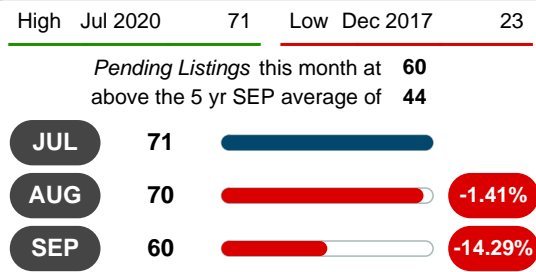 High Jul 2020 71 Low Dec 2017 23
Pending Listings this month at 60
above the 5 yr SEP average of 44
JUL 71
AUG 70 -1.41%
SEP 60 -14.29%